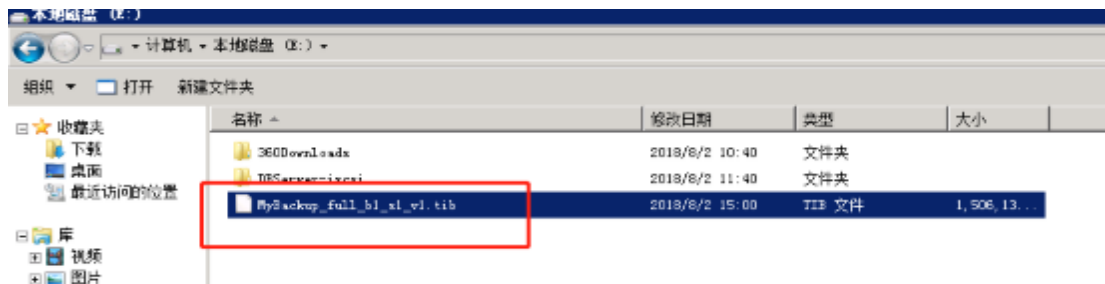 本地磁盘 (E:)
计算机 本地磁盘 (E:)
组织 打开 新建文件夹
名称 修改日期 类型 大小
收藏夹
下载
桌面
最近访问的位置
库
视频
图片
360Downloads 2018/8/2 10:40 文件夹
DBServer-iscsi 2018/8/2 11:40 文件夹
MyBackup_full_b1_s1_v1.tib 2018/8/2 15:00 TIB 文件 1,506,13...